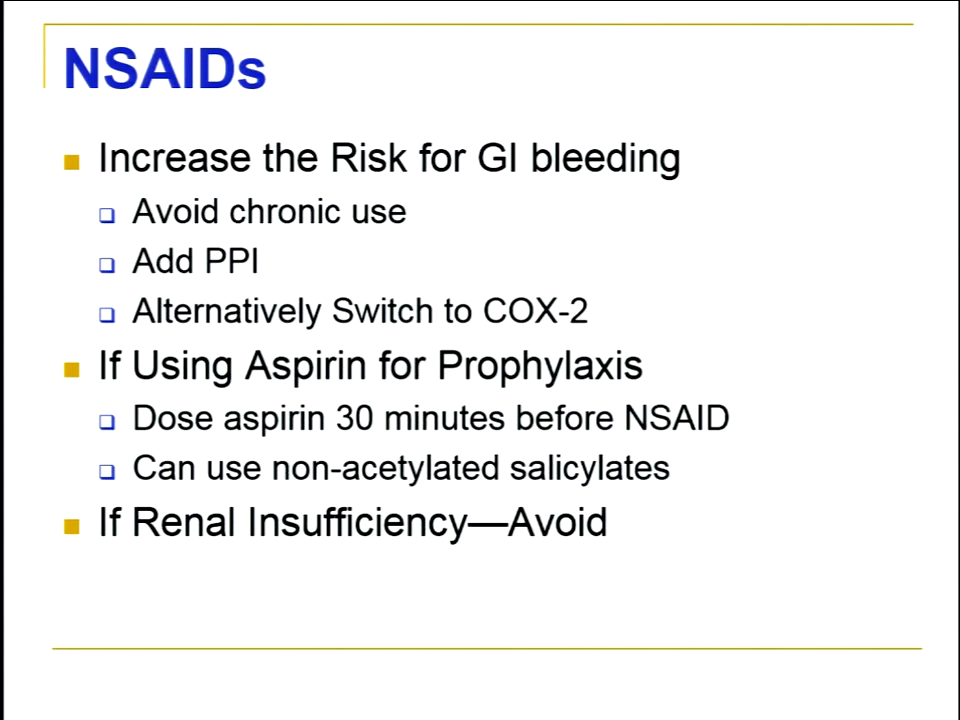 NSAIDs
Increase the Risk for GI bleeding
Avoid chronic use
Add PPI
Alternatively Switch to COX-2
If Using Aspirin for Prophylaxis
Dose aspirin 30 minutes before NSAID
Can use non-acetylated salicylates
If Renal Insufficiency—Avoid